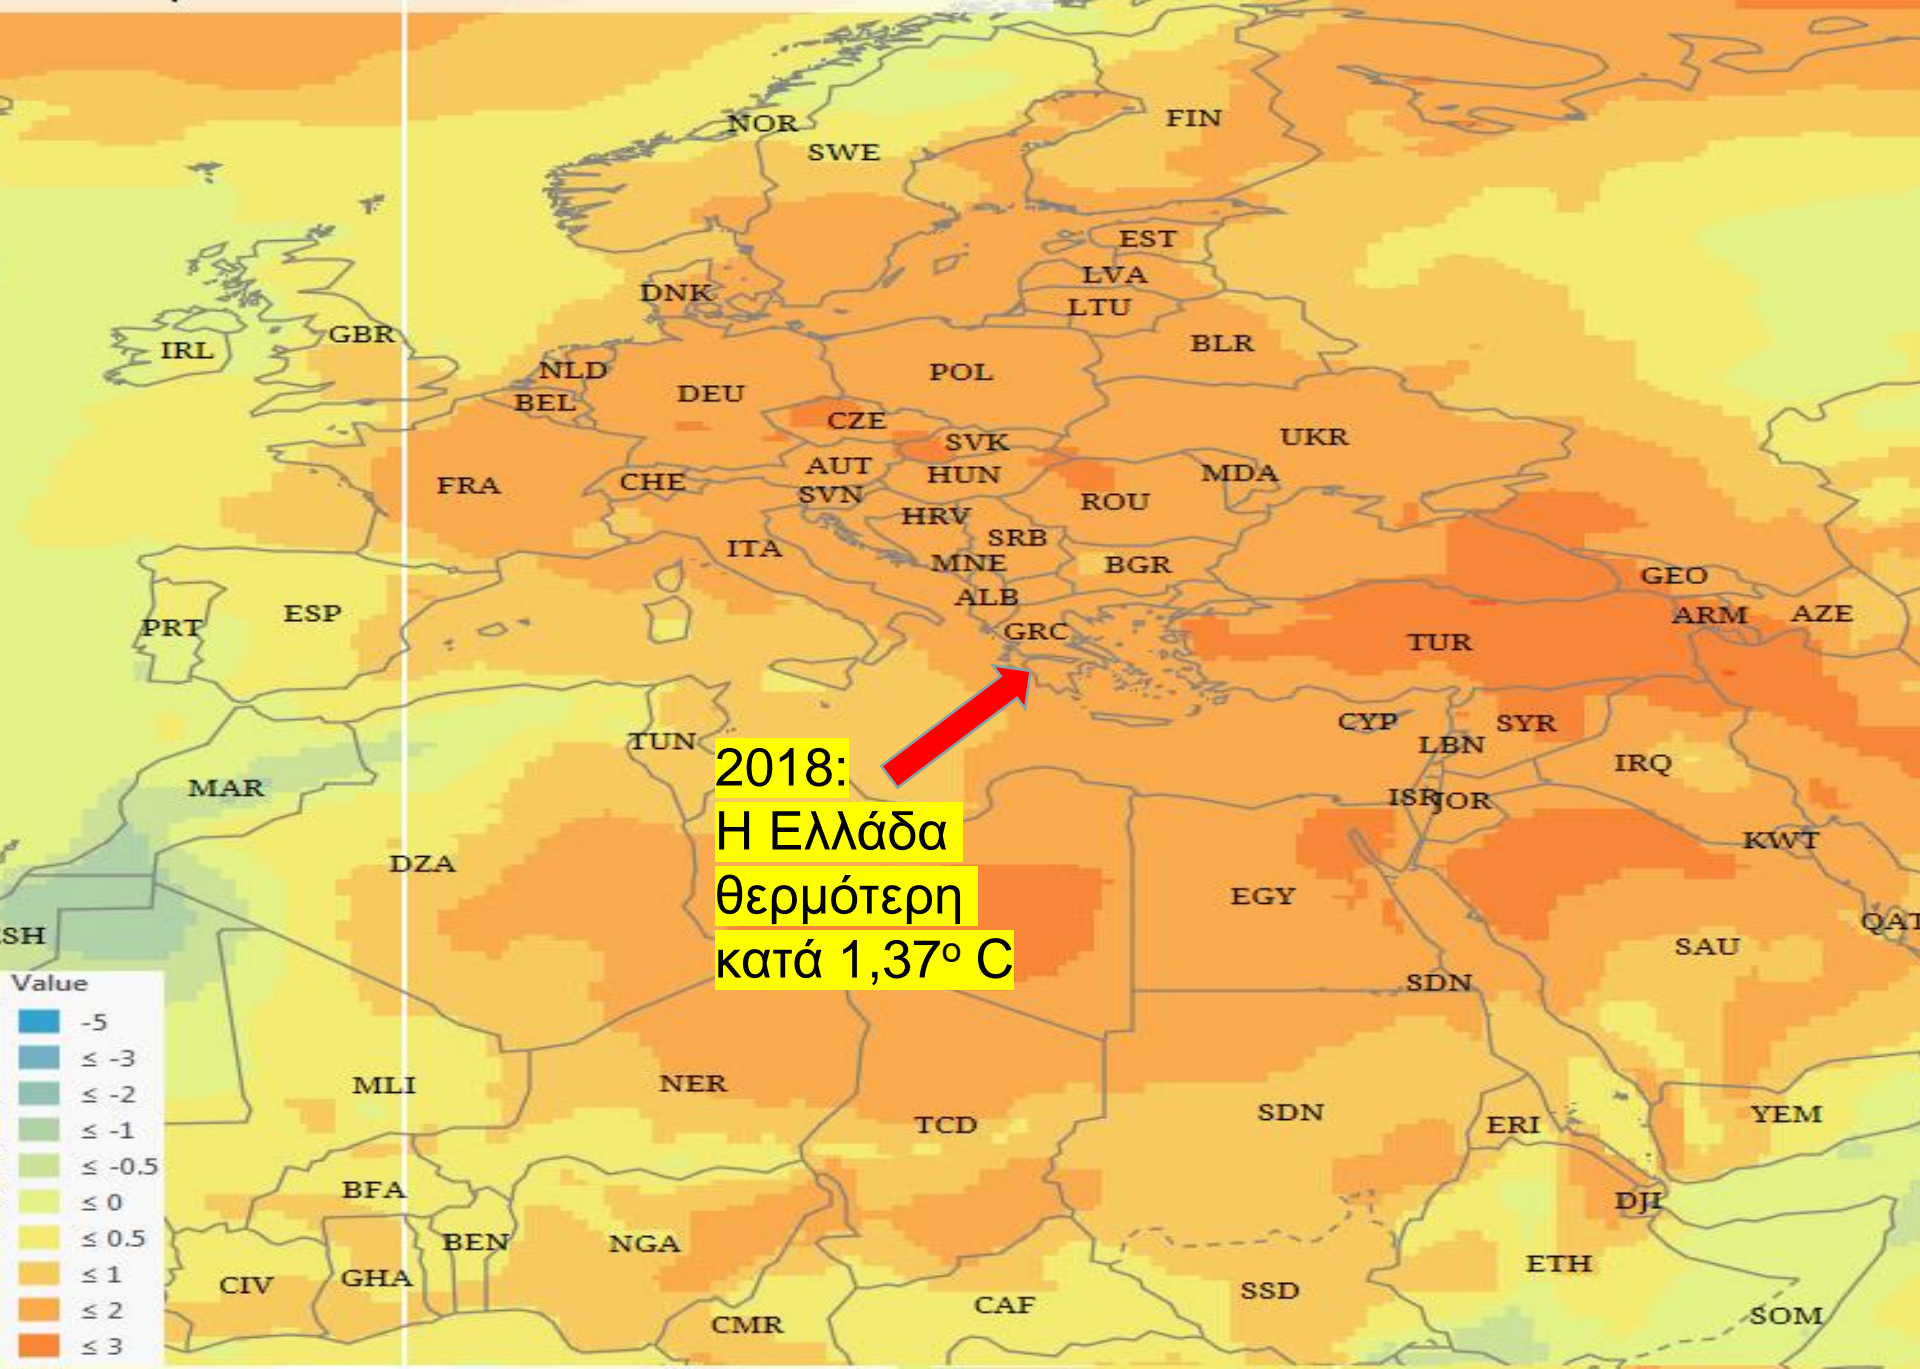 NOR
SWE
FIN
EST
LVA
LTU
DNK
IRL
GBR
BLR
NLD
BEL
DEU
POL
CZE
SVK
UKR
AUT
HUN
MDA
FRA
CHE
SVN
ROU
HRV
SRB
ITA
MNE
BGR
ALB
GEO
ARM
AZE
PRT
ESP
GRC
TUR
TUN
CYP
SYR
LBN
IRQ
MAR
ISR
JOR
KWT
2018:
Η Ελλάδα
θερμότερη
κατά 1,37º C
DZA
EGY
QAT
SAU
SDN
ESH
MLI
NER
TCD
SDN
ERI
YEM
BFA
DJI
BEN
NGA
ETH
CIV
GHA
SSD
CAF
CMR
SOM
Value
-5
≤ -3
≤ -2
≤ -1
≤ -0.5
≤ 0
≤ 0.5
≤ 1
≤ 2
≤ 3